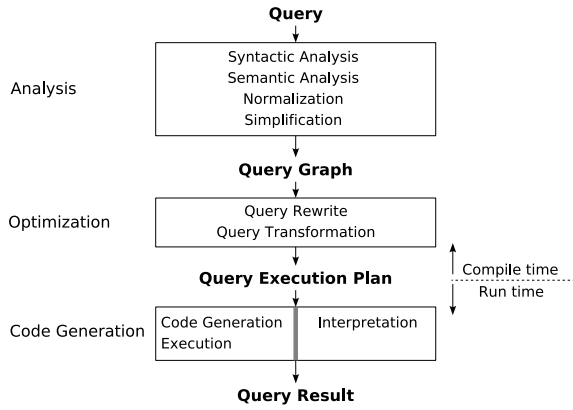 Query
Syntactic Analysis
Semantic Analysis
Analysis
Normalization
Simplification
Query Graph
Query Rewrite
Optimization
Query Transformation
Compile time
Query Execution Plan
Run time
Code Generation
Code Generation
Interpretation
Execution
Query Result